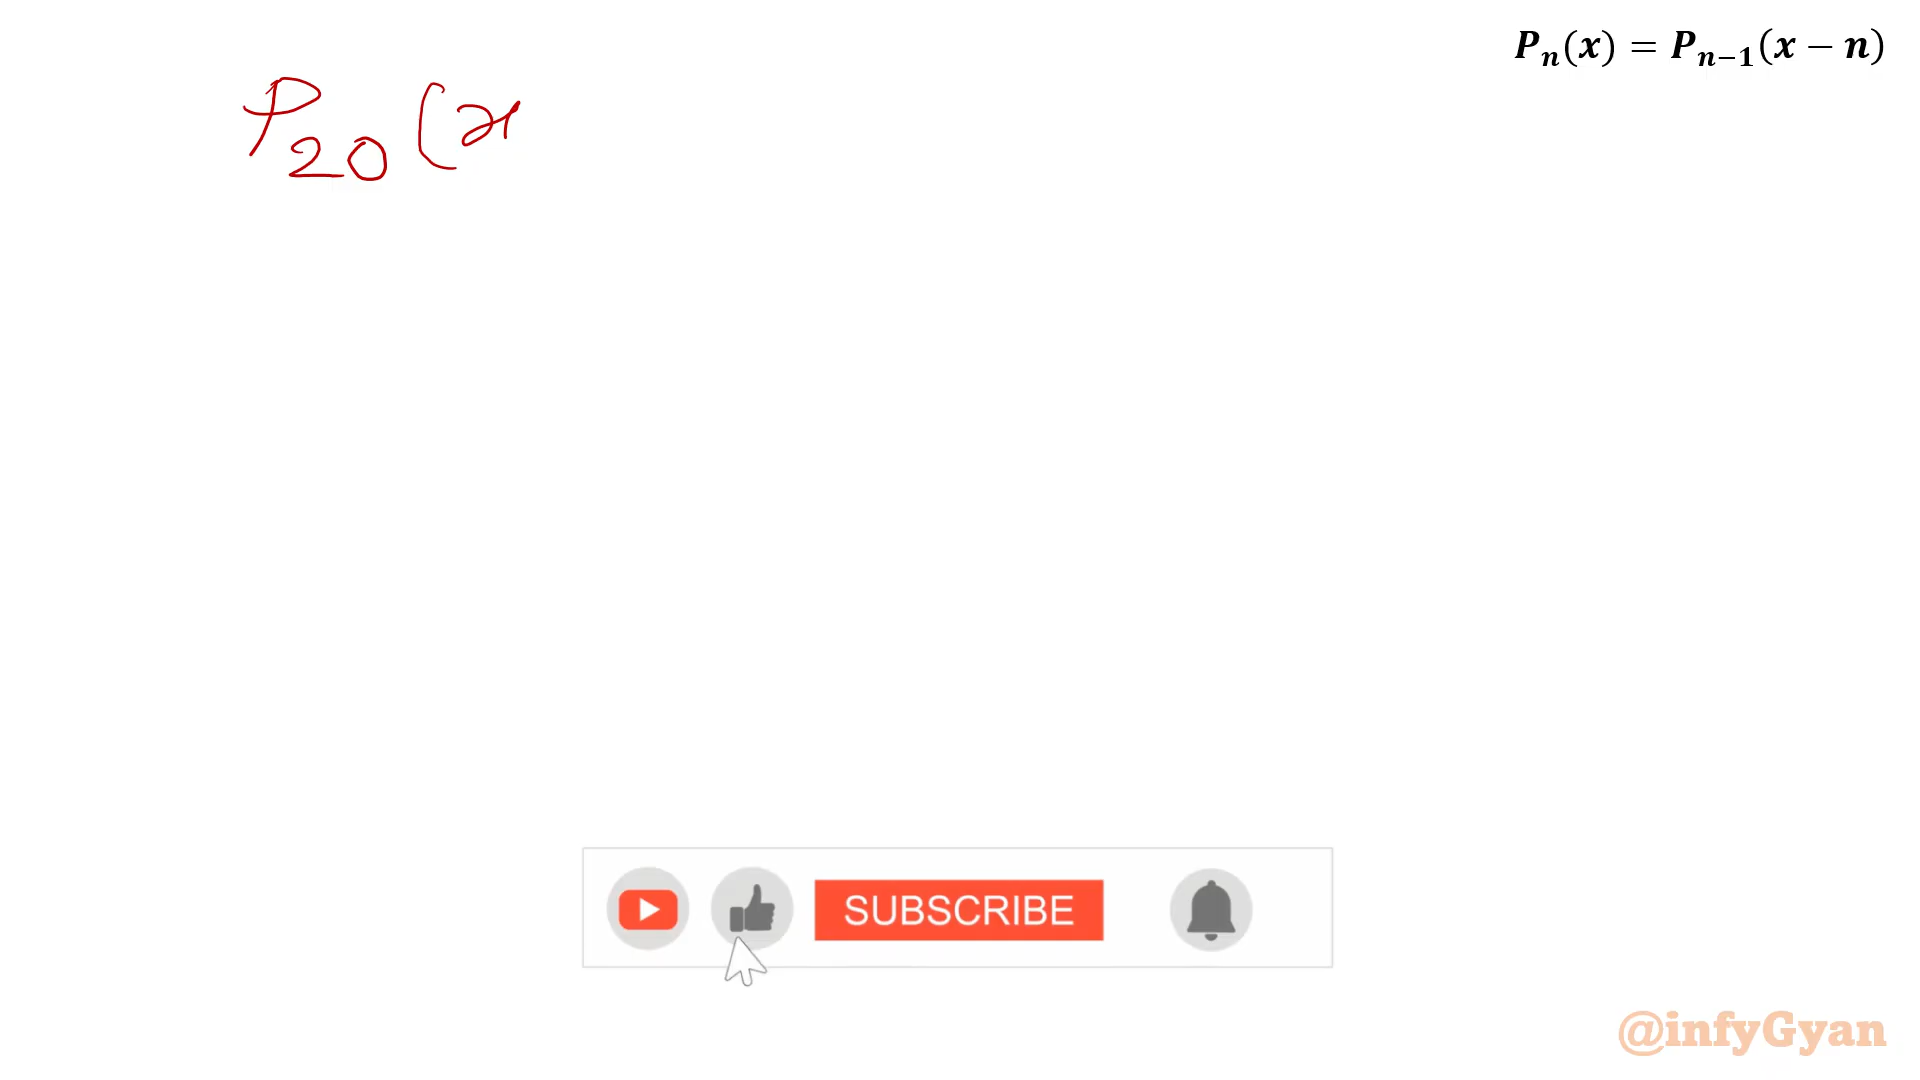 Pₙ(x) = Pₙ₋₁(x − n)
P₂₀(x
SUBSCRIBE
@infyGyan